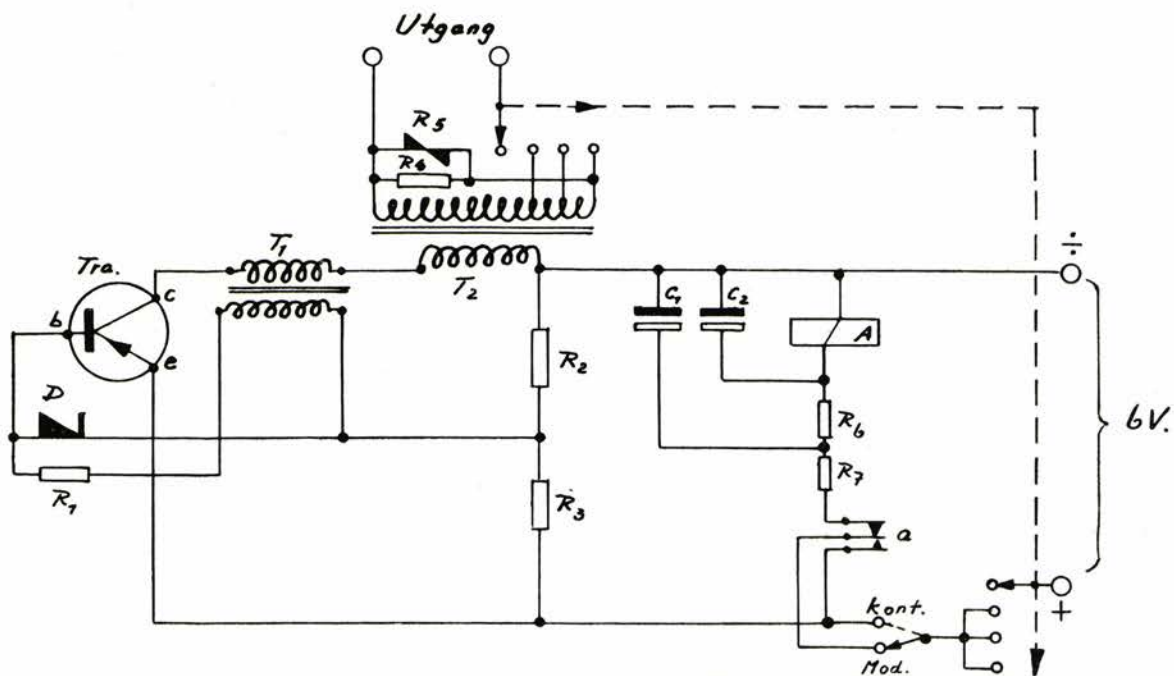 Utgang
R5
R4
÷
T1
Tra.
c
T2
C1
C2
b
A
e
R2
D
R6
6V.
R7
R1
R3
a
+
Kont.
Mod.